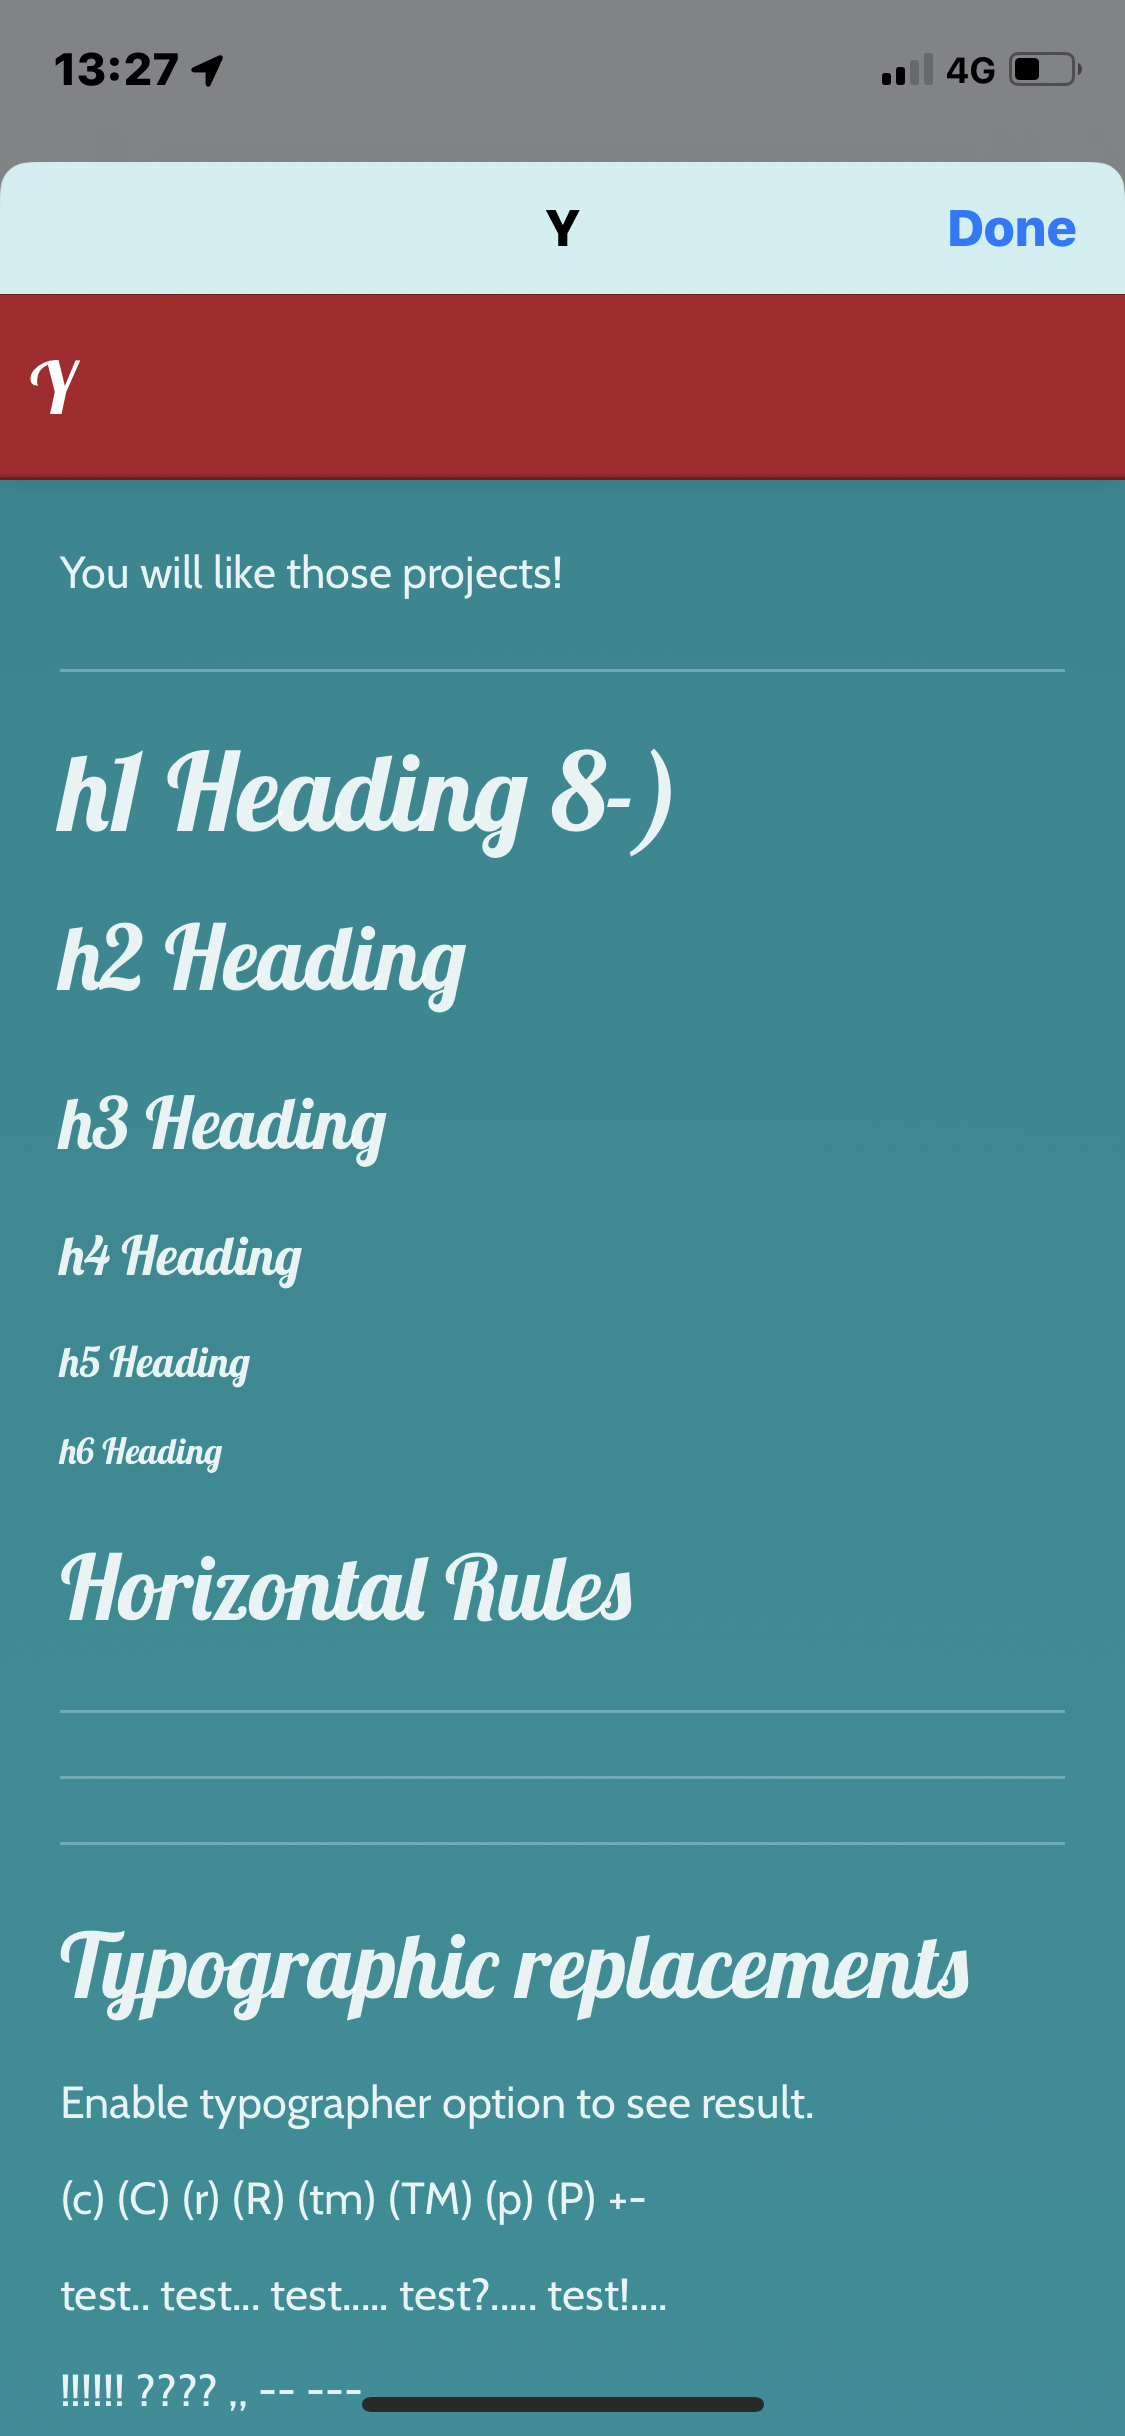 13:27 4G
Y Done
Y
You will like those projects!
h1 Heading 8-)
h2 Heading
h3 Heading
h4 Heading
h5 Heading
h6 Heading
Horizontal Rules
Typographic replacements
Enable typographer option to see result.
(c) (C) (r) (R) (tm) (TM) (p) (P) +-
test.. test... test..... test?..... test!....
!!!!!! ???? ,, -- ---